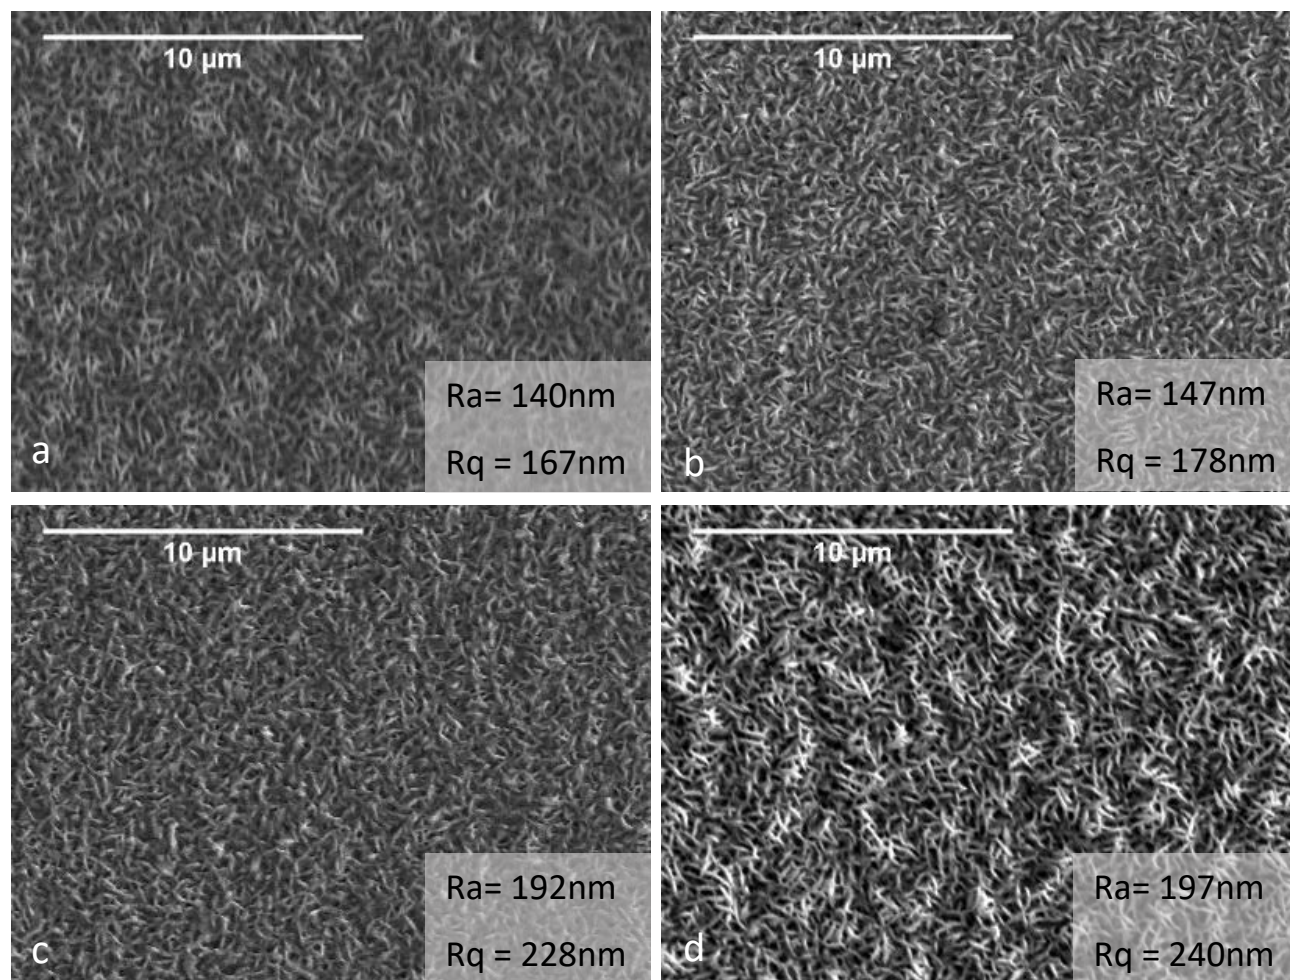 10 µm
Ra= 140nm
Rq = 167nm
a
10 µm
Ra= 147nm
Rq = 178nm
b
10 µm
Ra= 192nm
Rq = 228nm
c
10 µm
Ra= 197nm
Rq = 240nm
d